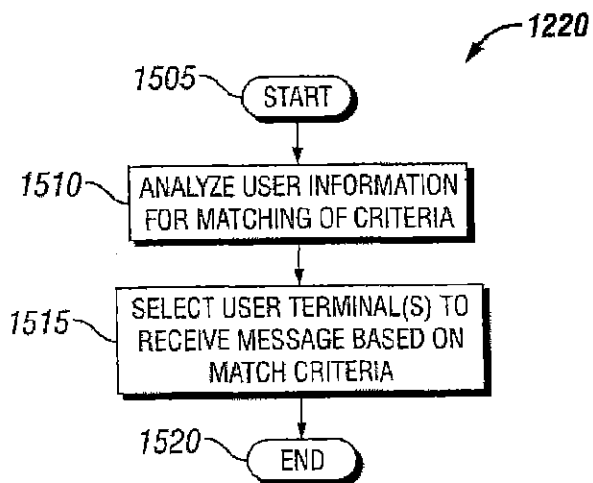 1220
1505
START
1510
ANALYZE USER INFORMATION
FOR MATCHING OF CRITERIA
1515
SELECT USER TERMINAL(S) TO
RECEIVE MESSAGE BASED ON
MATCH CRITERIA
1520
END